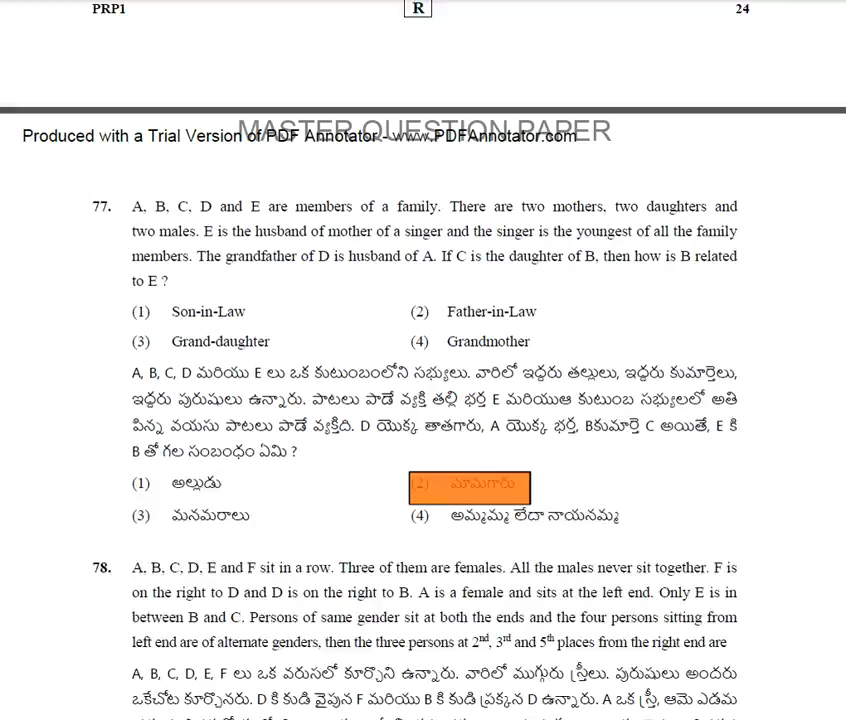 PRP1 R 24
MASTER QUESTION PAPER
Produced with a Trial Version of PDF Annotator - www.PDFAnnotator.com
77. A, B, C, D and E are members of a family. There are two mothers, two daughters and
two males. E is the husband of mother of a singer and the singer is the youngest of all the family
members. The grandfather of D is husband of A. If C is the daughter of B, then how is B related
to E ?
(1) Son-in-Law (2) Father-in-Law
(3) Grand-daughter (4) Grandmother
A, B, C, D మరియు E లు ఒక కుటుంబంలోని సభ్యులు. వారిలో ఇద్దరు తల్లులు, ఇద్దరు కుమార్తెలు,
ఇద్దరు పురుషులు ఉన్నారు. పాటలు పాడే వ్యక్తి తల్లి భర్త E మరియుఆ కుటుంబ సభ్యులలో అతి
పిన్న వయసు పాటలు పాడే వ్యక్తిది. D యొక్క తాతగారు, A యొక్క భర్త, Bకుమార్తె C అయితే, E కి
B తో గల సంబంధం ఏమి ?
(1) అల్లుడు (2) మామగారు
(3) మనమరాలు (4) అమ్మమ్మ లేదా నాయనమ్మ
78. A, B, C, D, E and F sit in a row. Three of them are females. All the males never sit together. F is
on the right to D and D is on the right to B. A is a female and sits at the left end. Only E is in
between B and C. Persons of same gender sit at both the ends and the four persons sitting from
left end are of alternate genders, then the three persons at 2nd, 3rd and 5th places from the right end are
A, B, C, D, E, F లు ఒక వరుసలో కూర్చొని ఉన్నారు. వారిలో ముగ్గురు స్త్రీలు. పురుషులు అందరు
ఒకేచోట కూర్చొనరు. D కి కుడి వైపున F మరియు B కి కుడి ప్రక్కన D ఉన్నారు. A ఒక స్త్రీ, ఆమె ఎడమ